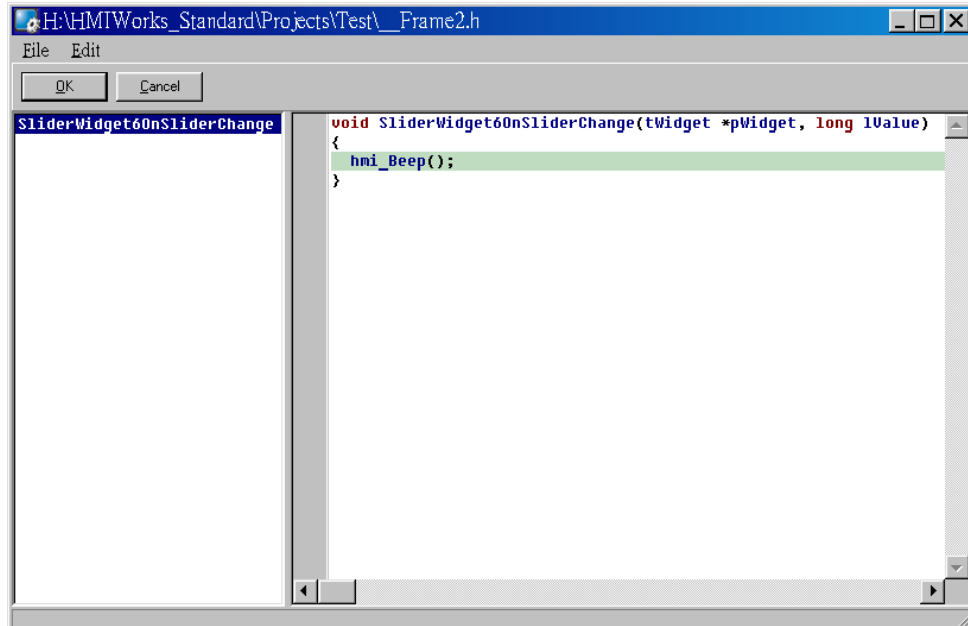 H:\HMIWorks_Standard\Projects\Test\__Frame2.h
File Edit
OK Cancel
SliderWidget6OnSliderChange
void SliderWidget6OnSliderChange(tWidget *pWidget, long lValue)
{
hmi_Beep();
}